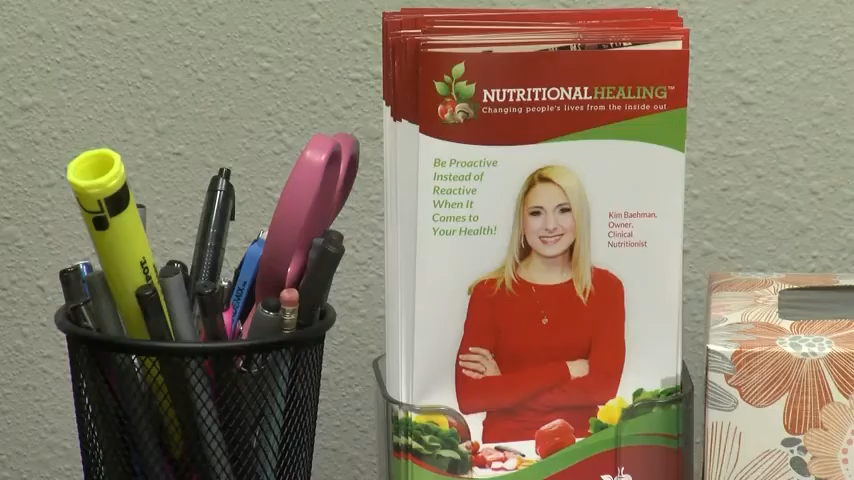 NUTRITIONALHEALING™
Changing people's lives from the inside out
Be Proactive
Instead of
Reactive
When It
Comes to
Your Health!
Kim Baehman,
Owner,
Clinical
Nutritionist